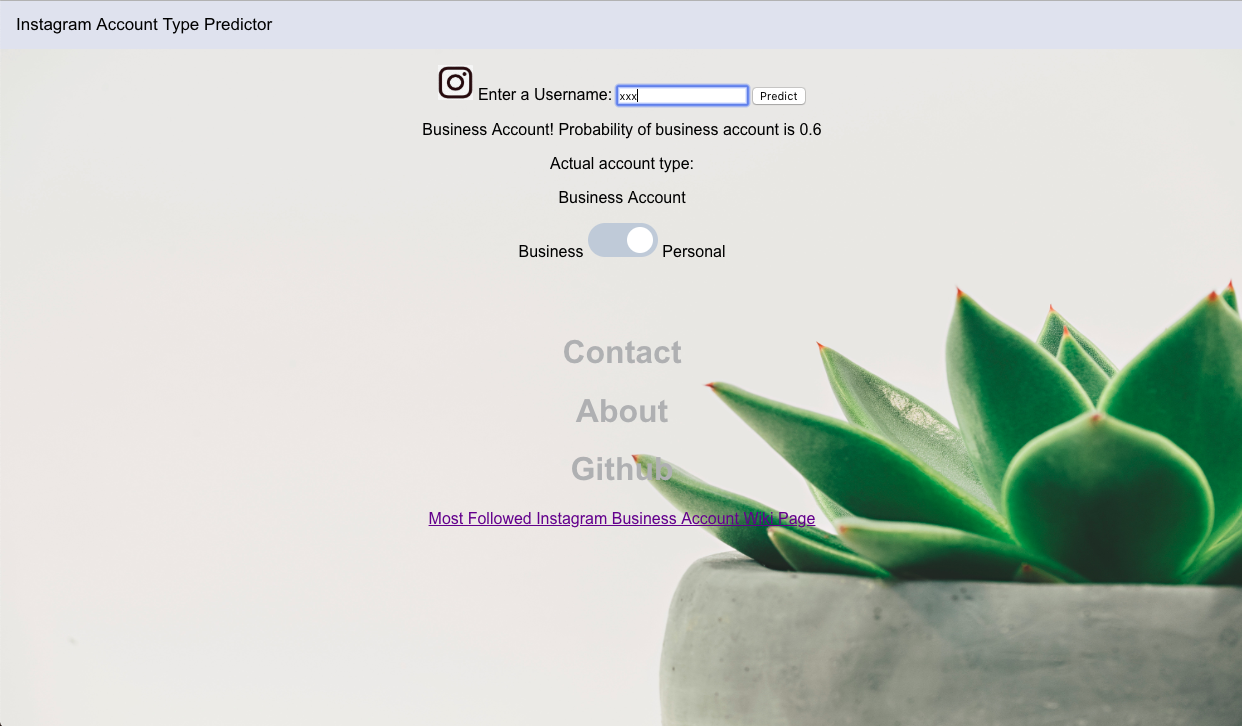 Instagram Account Type Predictor
Enter a Username: xxx Predict
Business Account! Probability of business account is 0.6
Actual account type:
Business Account
Business Personal
Contact
About
Github
Most Followed Instagram Business Account Wiki Page